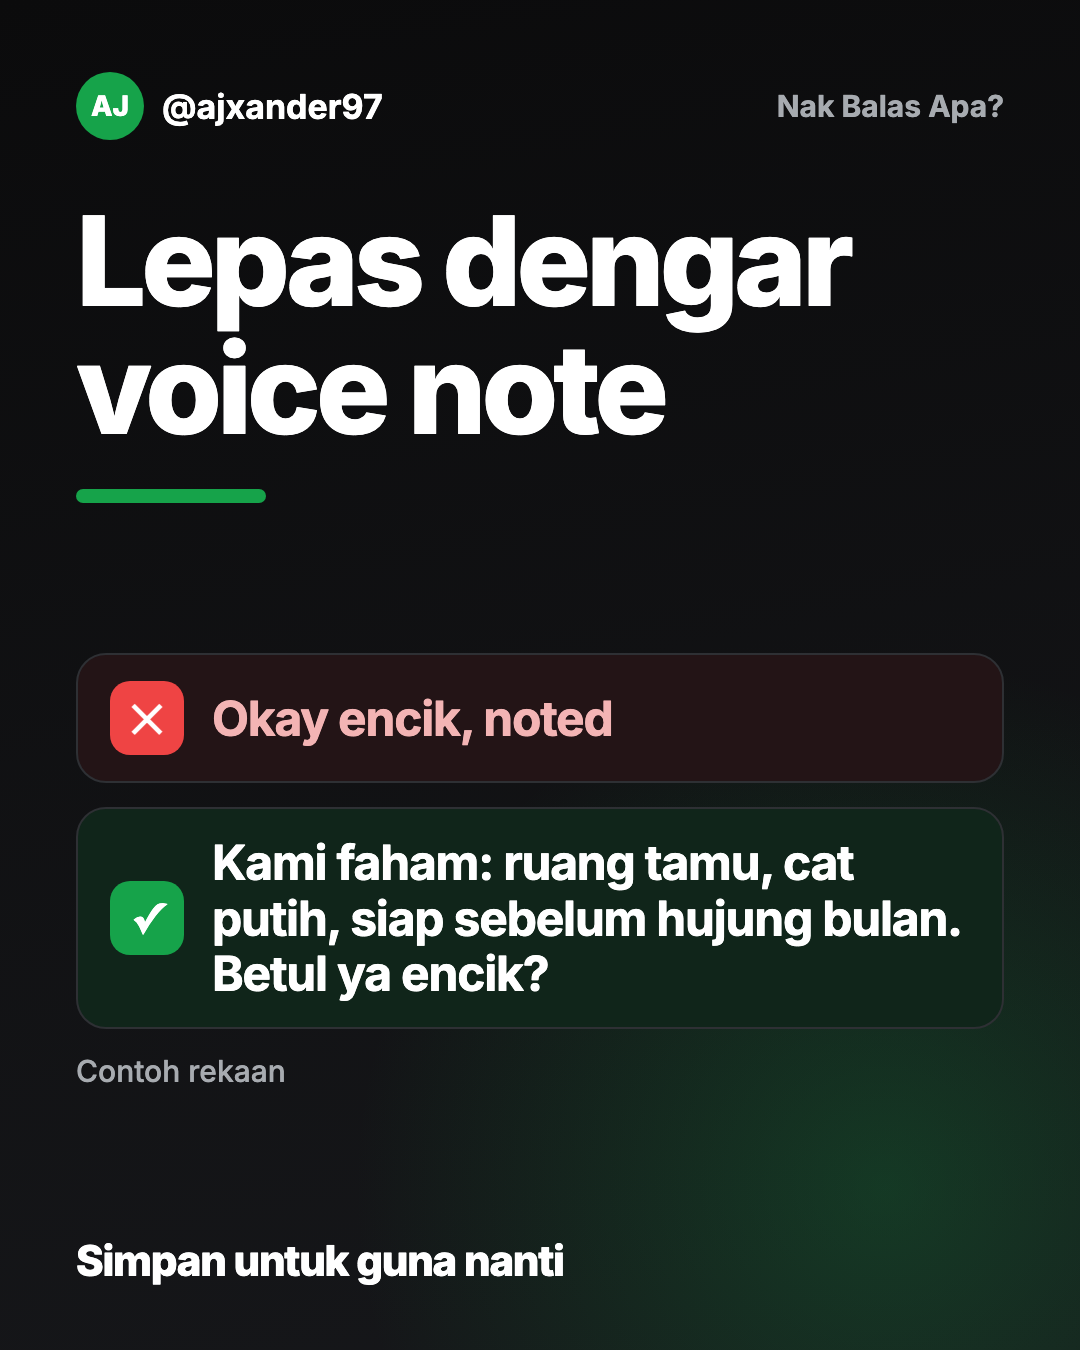 AJ @ajxander97
Nak Balas Apa?
Lepas dengar
voice note
Okay encik, noted
Kami faham: ruang tamu, cat
putih, siap sebelum hujung bulan.
Betul ya encik?
Contoh rekaan
Simpan untuk guna nanti